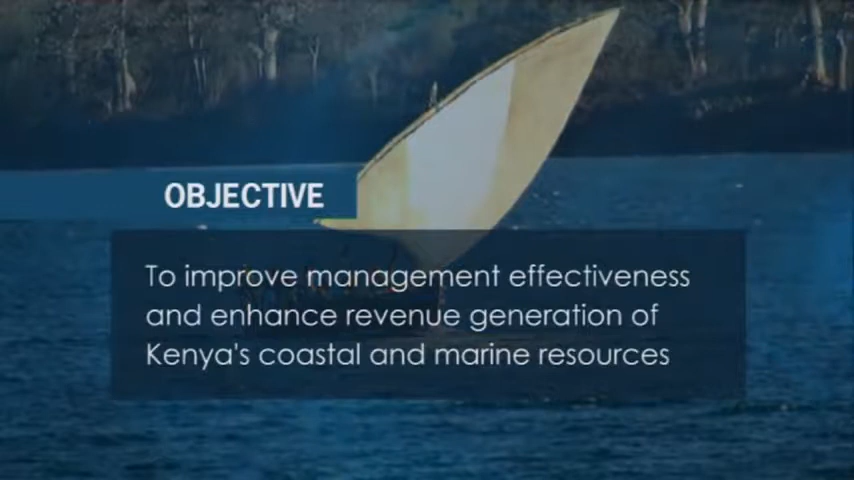 OBJECTIVE
To improve management effectiveness
and enhance revenue generation of
Kenya's coastal and marine resources